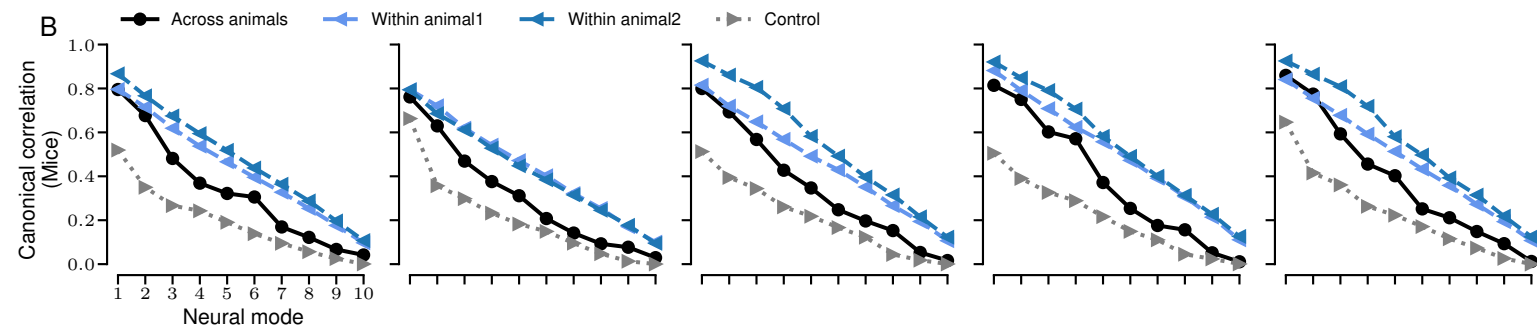 B
Across animals
Within animal1
Within animal2
Control
Canonical correlation
(Mice)
1.0
0.8
0.6
0.4
0.2
0.0
1 2 3 4 5 6 7 8 9 10
Neural mode